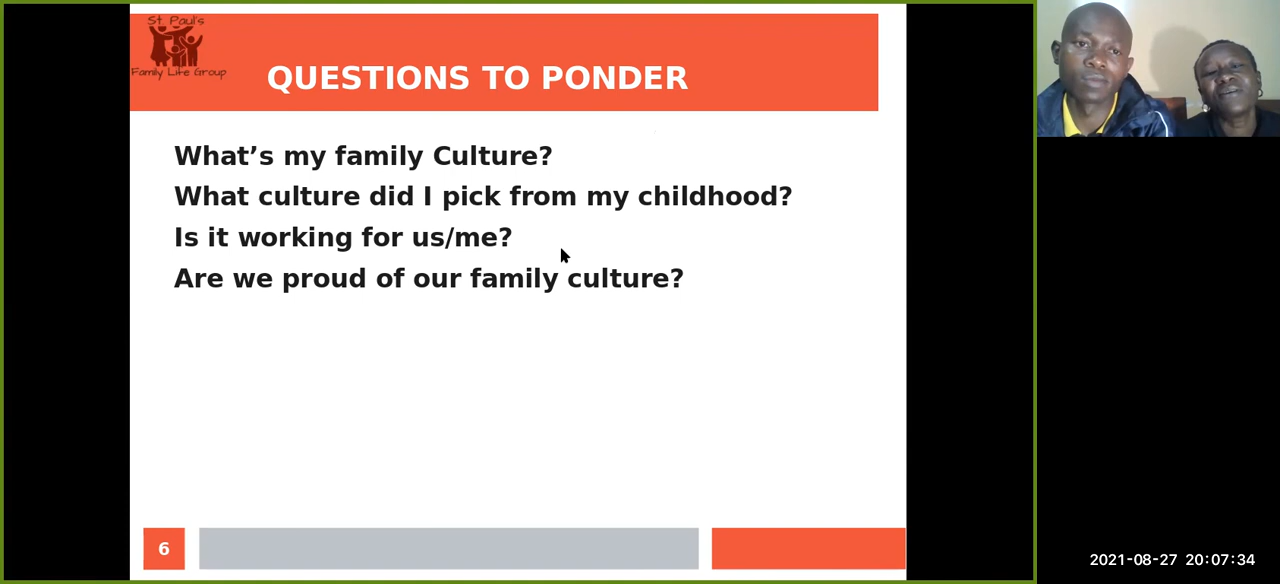 St. Paul's
Family Life Group
QUESTIONS TO PONDER
What’s my family Culture?
What culture did I pick from my childhood?
Is it working for us/me?
Are we proud of our family culture?
6
2021-08-27 20:07:34